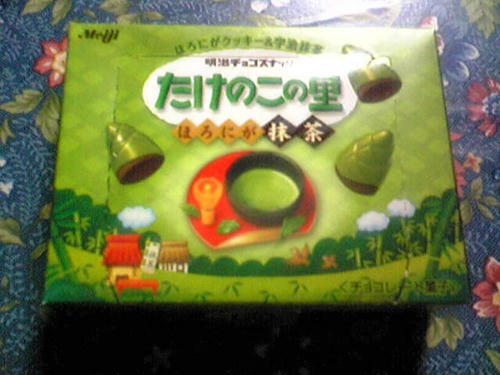 Meiji
ほろにがクッキー&宇治抹茶
明治チョコスナック
たけのこの里
ほろにが抹茶
<チョコレート菓子>